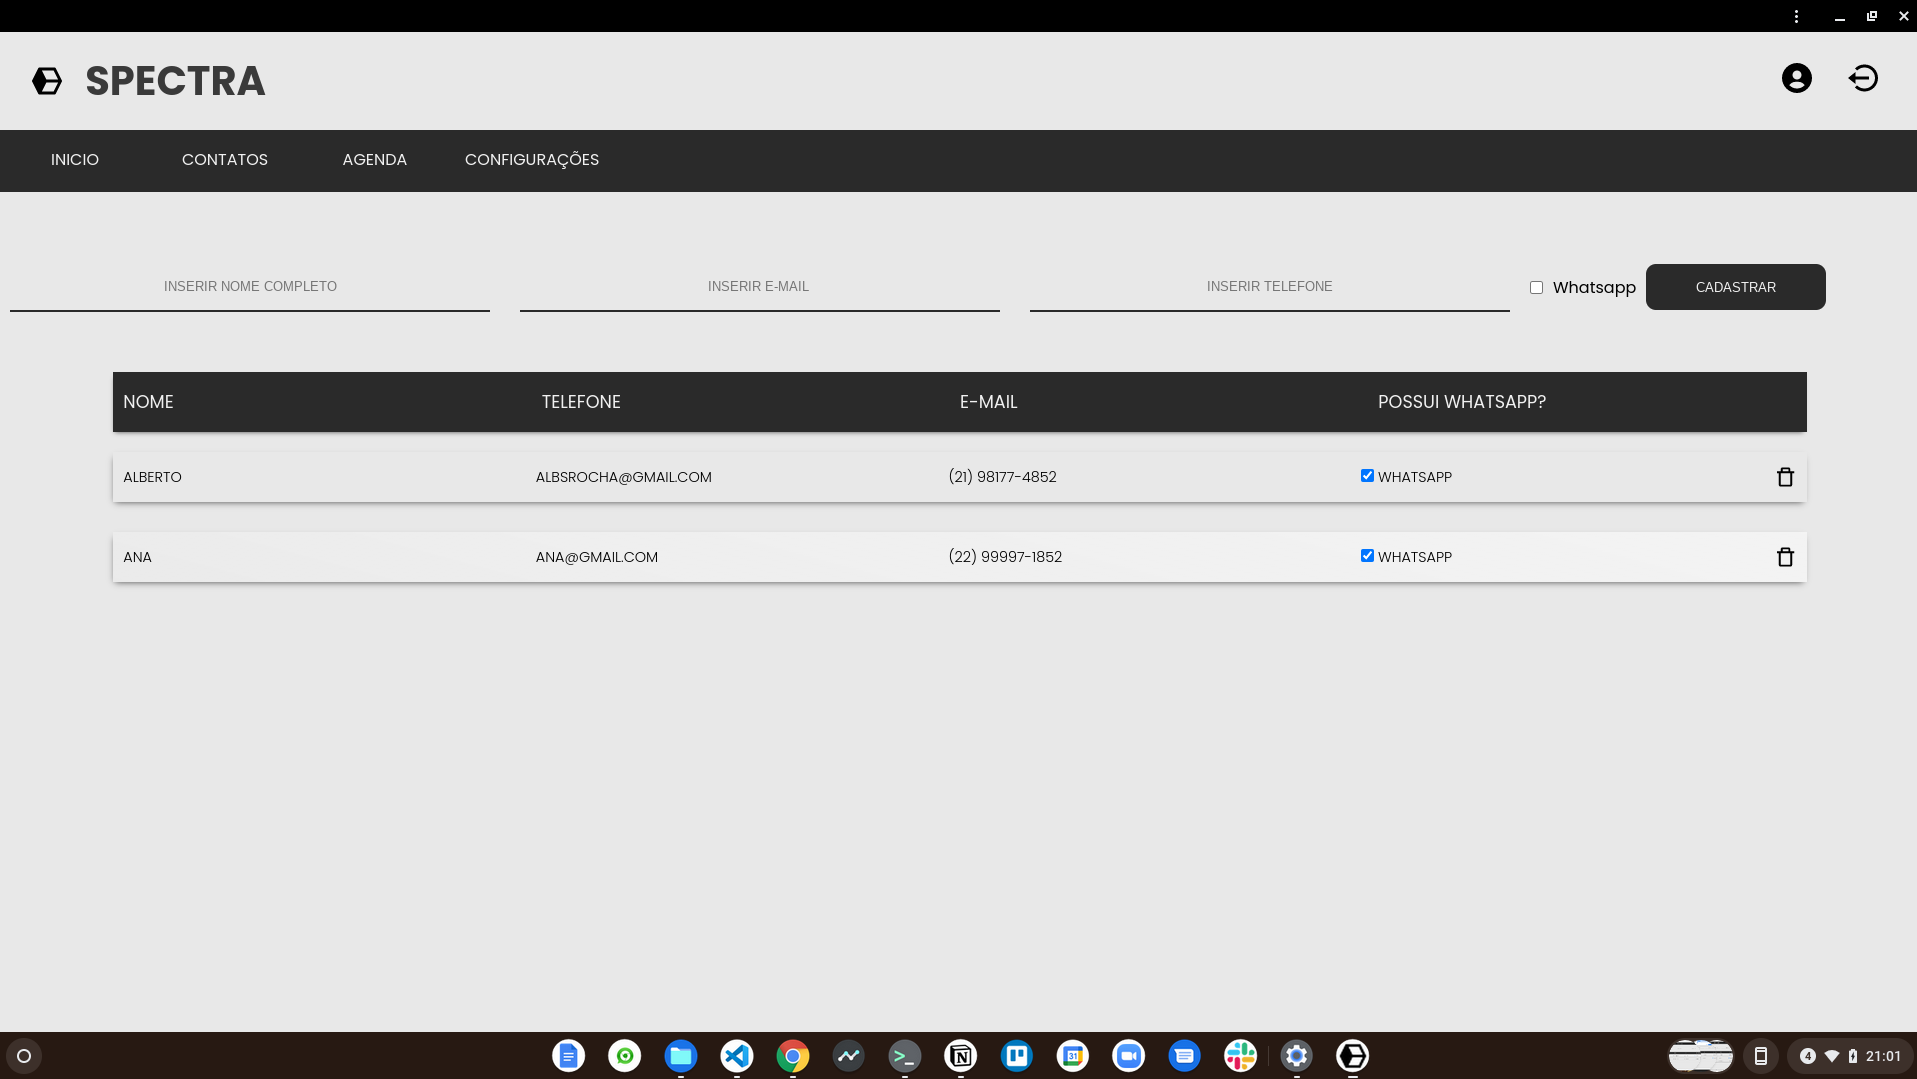 SPECTRA
INICIO CONTATOS AGENDA CONFIGURAÇÕES
INSERIR NOME COMPLETO INSERIR E-MAIL INSERIR TELEFONE Whatsapp CADASTRAR
NOME TELEFONE E-MAIL POSSUI WHATSAPP?
ALBERTO ALBSROCHA@GMAIL.COM (21) 98177-4852 WHATSAPP
ANA ANA@GMAIL.COM (22) 99997-1852 WHATSAPP
31 4 21:01